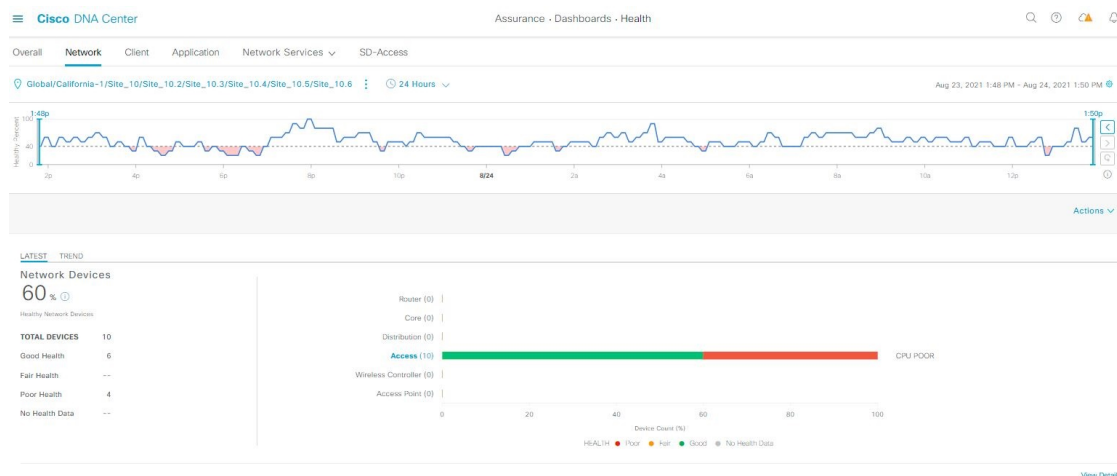 Cisco DNA Center
Assurance · Dashboards · Health
Overall Network Client Application Network Services SD-Access
Global/California-1/Site_10/Site_10.2/Site_10.3/Site_10.4/Site_10.5/Site_10.6
24 Hours
Aug 23, 2021 1:48 PM - Aug 24, 2021 1:50 PM
1:48p 1:50p
Healthy Percent
100
40
0
2p 4p 6p 8p 10p 8/24 2a 4a 6a 8a 10a 12p
Actions
LATEST TREND
Network Devices
60 %
Healthy Network Devices
TOTAL DEVICES 10
Good Health 6
Fair Health --
Poor Health 4
No Health Data --
Router (0)
Core (0)
Distribution (0)
Access (10) CPU POOR
Wireless Controller (0)
Access Point (0)
0 20 40 60 80 100
Device Count (%)
HEALTH Poor Fair Good No Health Data